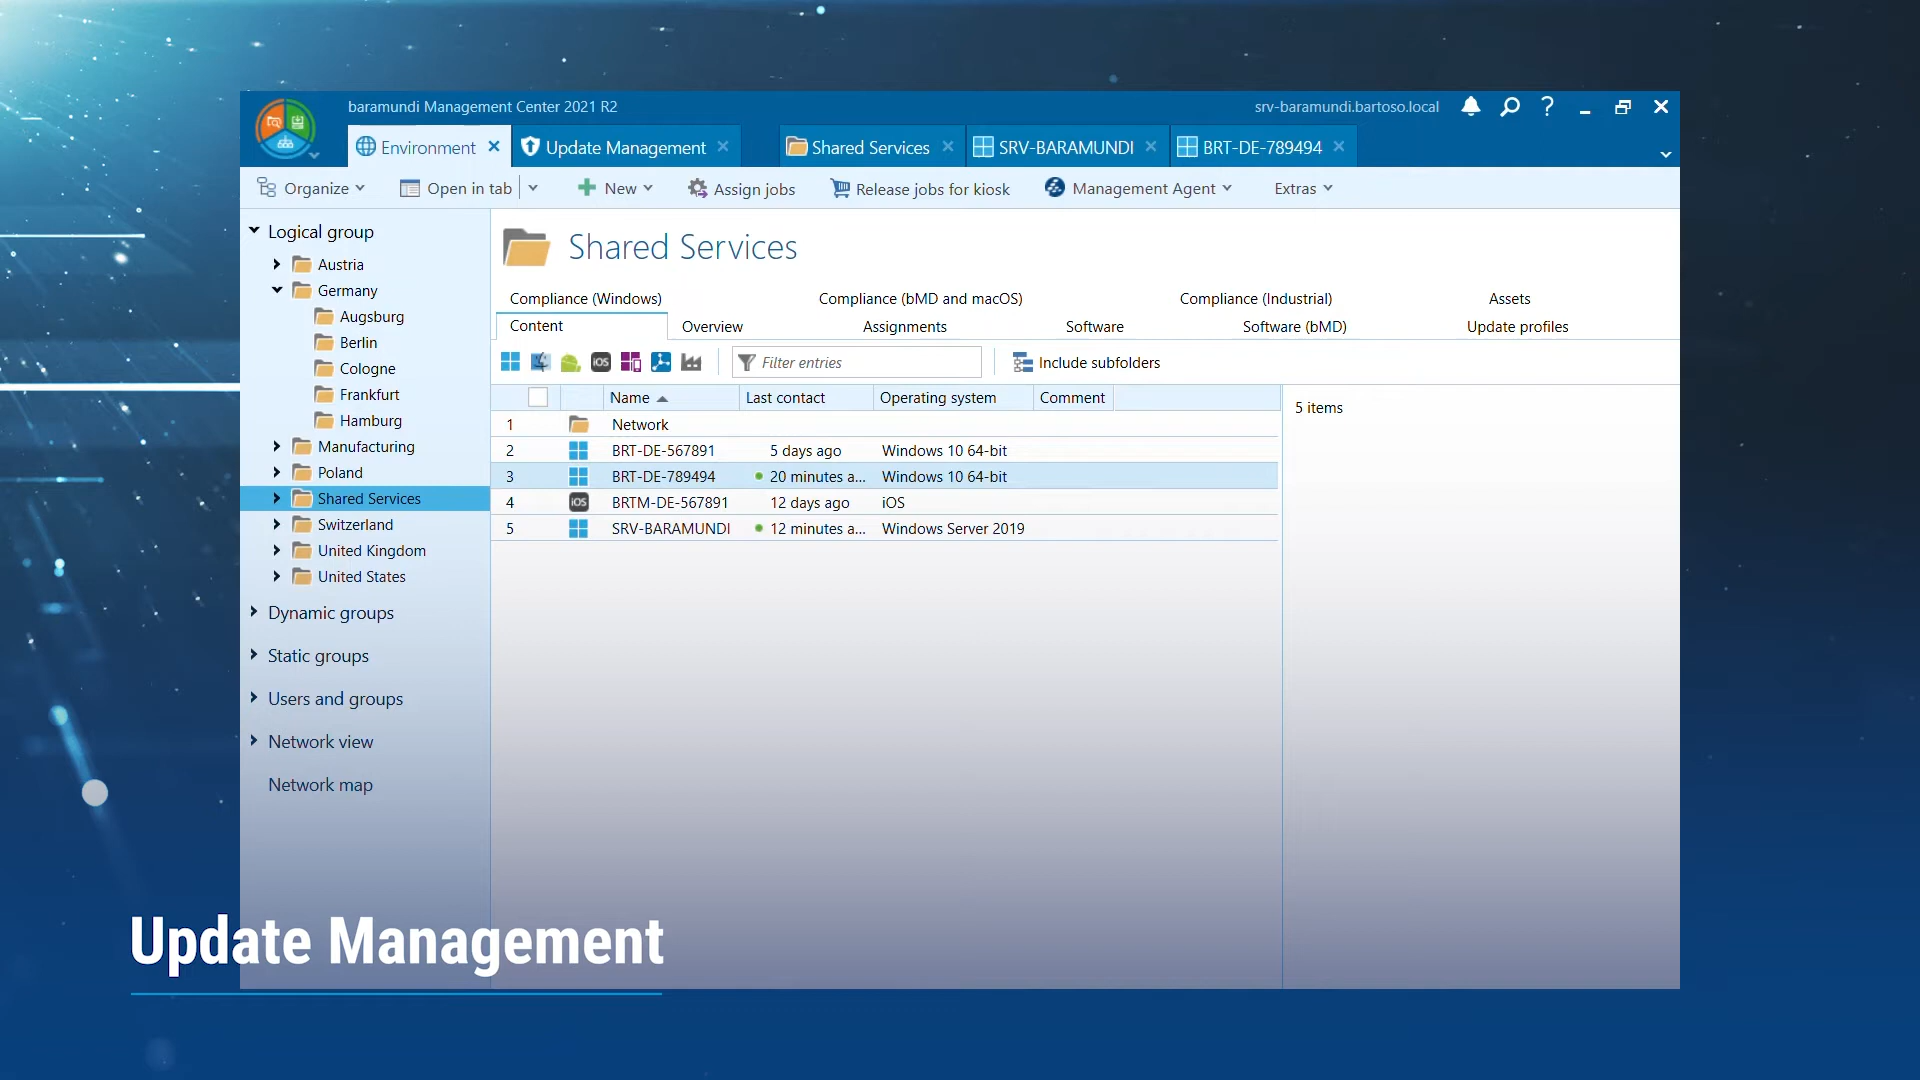 baramundi Management Center 2021 R2
srv-baramundi.bartoso.local
Environment
Update Management
Shared Services
SRV-BARAMUNDI
BRT-DE-789494
Organize
Open in tab
New
Assign jobs
Release jobs for kiosk
Management Agent
Extras
Logical group
Austria
Germany
Augsburg
Berlin
Cologne
Frankfurt
Hamburg
Manufacturing
Poland
Shared Services
Switzerland
United Kingdom
United States
Dynamic groups
Static groups
Users and groups
Network view
Network map
Shared Services
Compliance (Windows) Compliance (bMD and macOS) Compliance (Industrial) Assets
Content Overview Assignments Software Software (bMD) Update profiles
iOS
Filter entries
Include subfolders
Name Last contact Operating system Comment
1 Network
2 BRT-DE-567891 5 days ago Windows 10 64-bit
3 BRT-DE-789494 20 minutes a... Windows 10 64-bit
4 iOS BRTM-DE-567891 12 days ago iOS
5 SRV-BARAMUNDI 12 minutes a... Windows Server 2019
5 items
Update Management